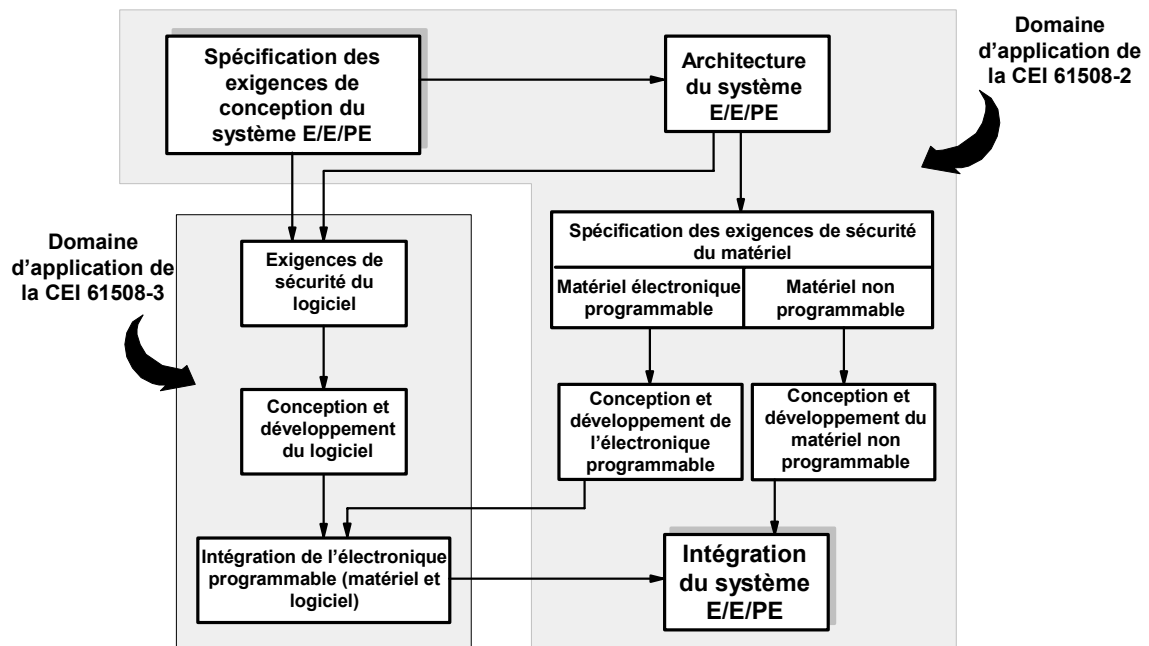 Spécification des
exigences de
conception du
système E/E/PE
Architecture
du système
E/E/PE
Domaine
d’application de
la CEI 61508-2
Domaine
d’application de
la CEI 61508-3
Exigences de
sécurité du
logiciel
Spécification des exigences de sécurité
du matériel
Matériel électronique
programmable
Matériel non
programmable
Conception et
développement
du logiciel
Conception et
développement de
l’électronique
programmable
Conception et
développement du
matériel non
programmable
Intégration de l’électronique
programmable (matériel et
logiciel)
Intégration
du système
E/E/PE